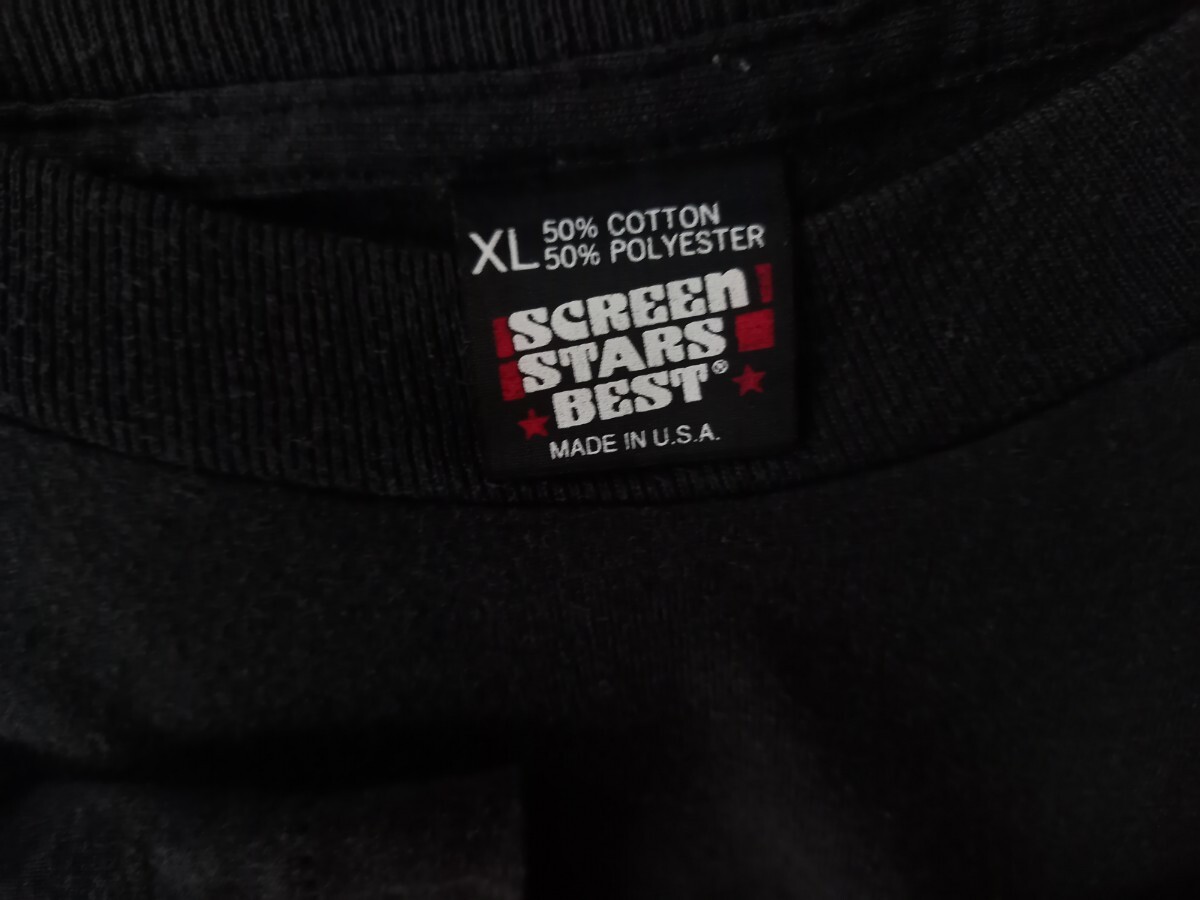 XL 50% COTTON
50% POLYESTER
SCREEN
STARS
BEST®
MADE IN U.S.A.